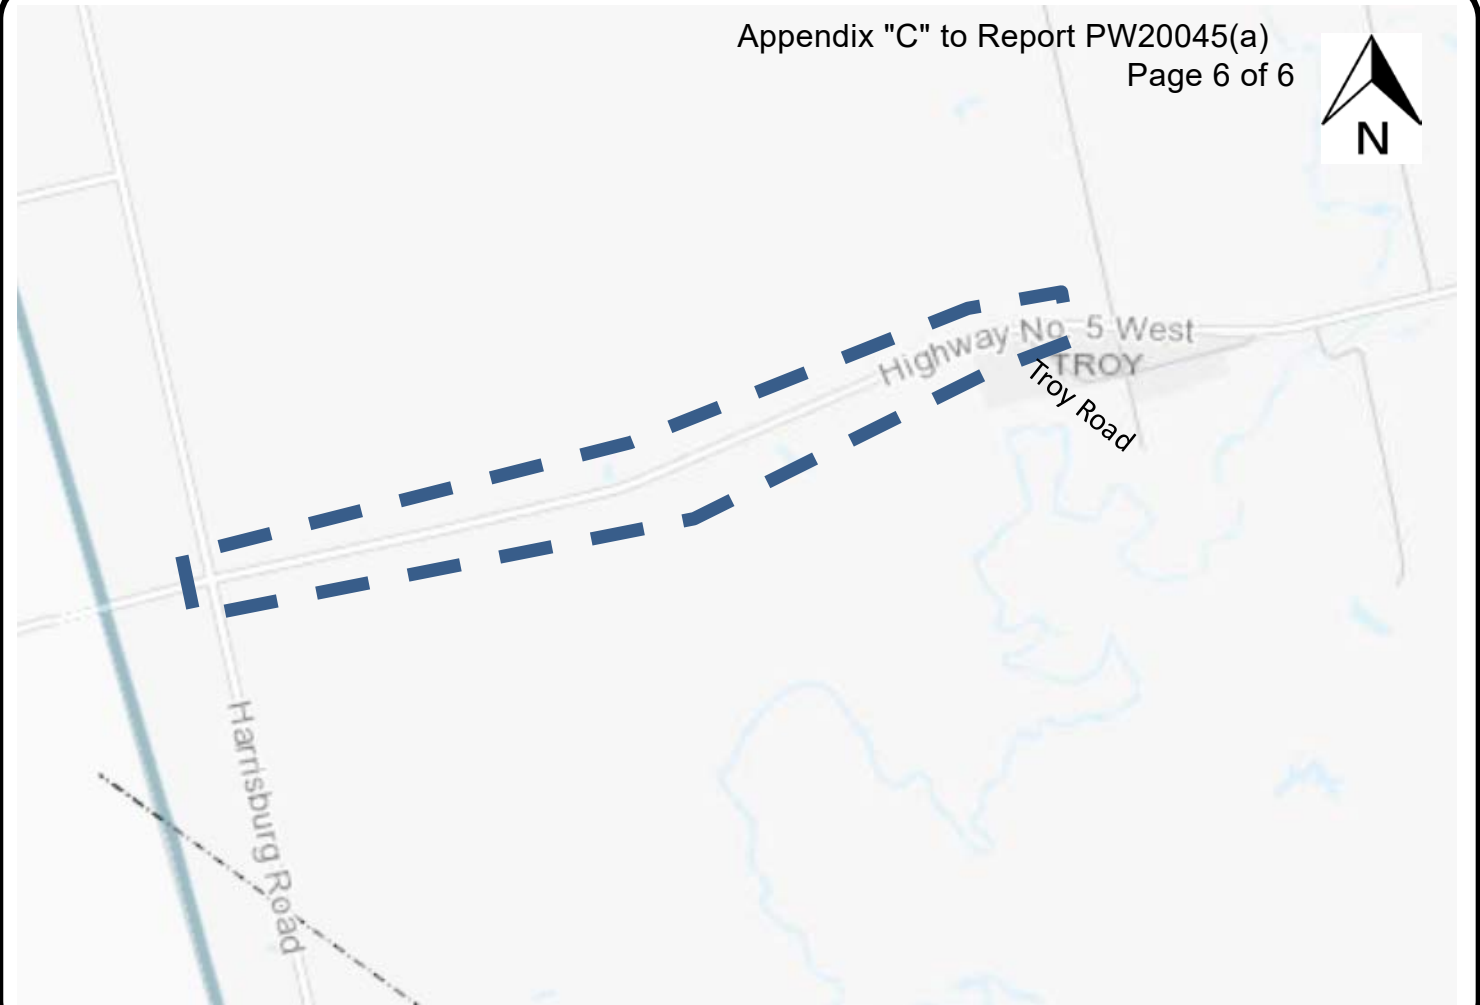 Appendix "C" to Report PW20045(a)
Page 6 of 6
N
Highway No. 5 West
TROY
Troy Road
Harrisburg Road